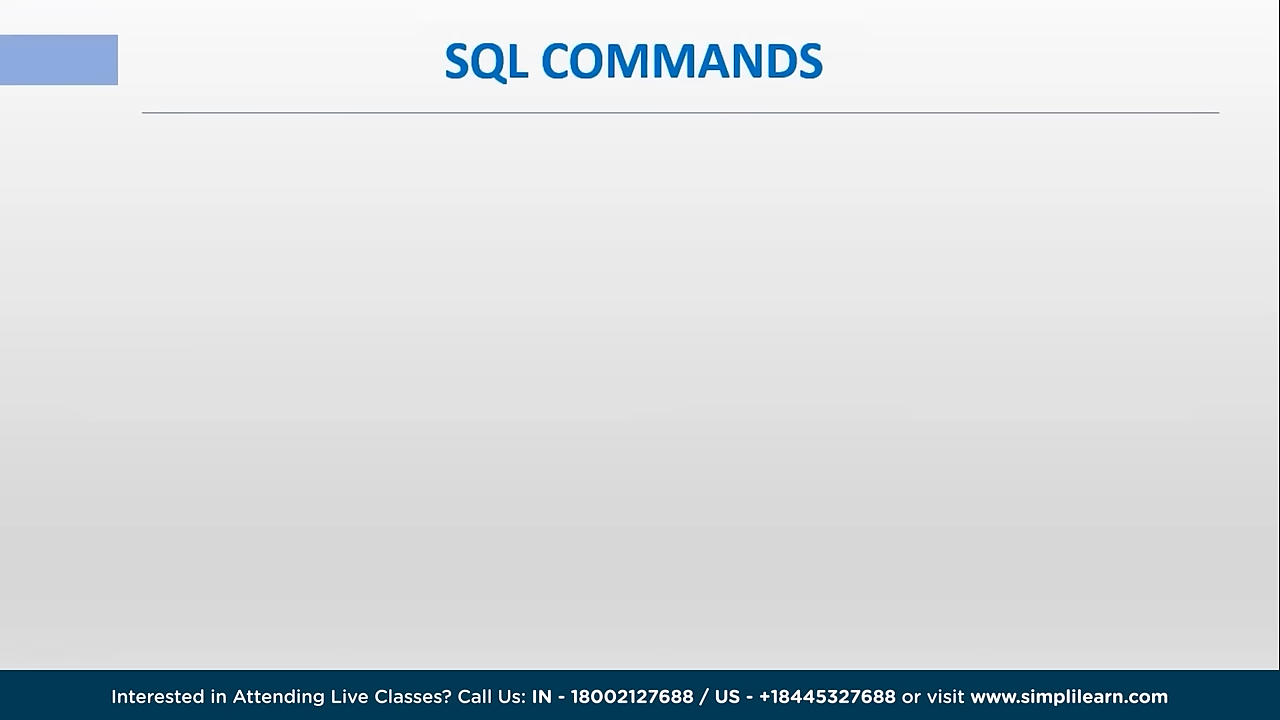 SQL COMMANDS
Interested in Attending Live Classes? Call Us: IN - 18002127688 / US - +18445327688 or visit www.simplilearn.com